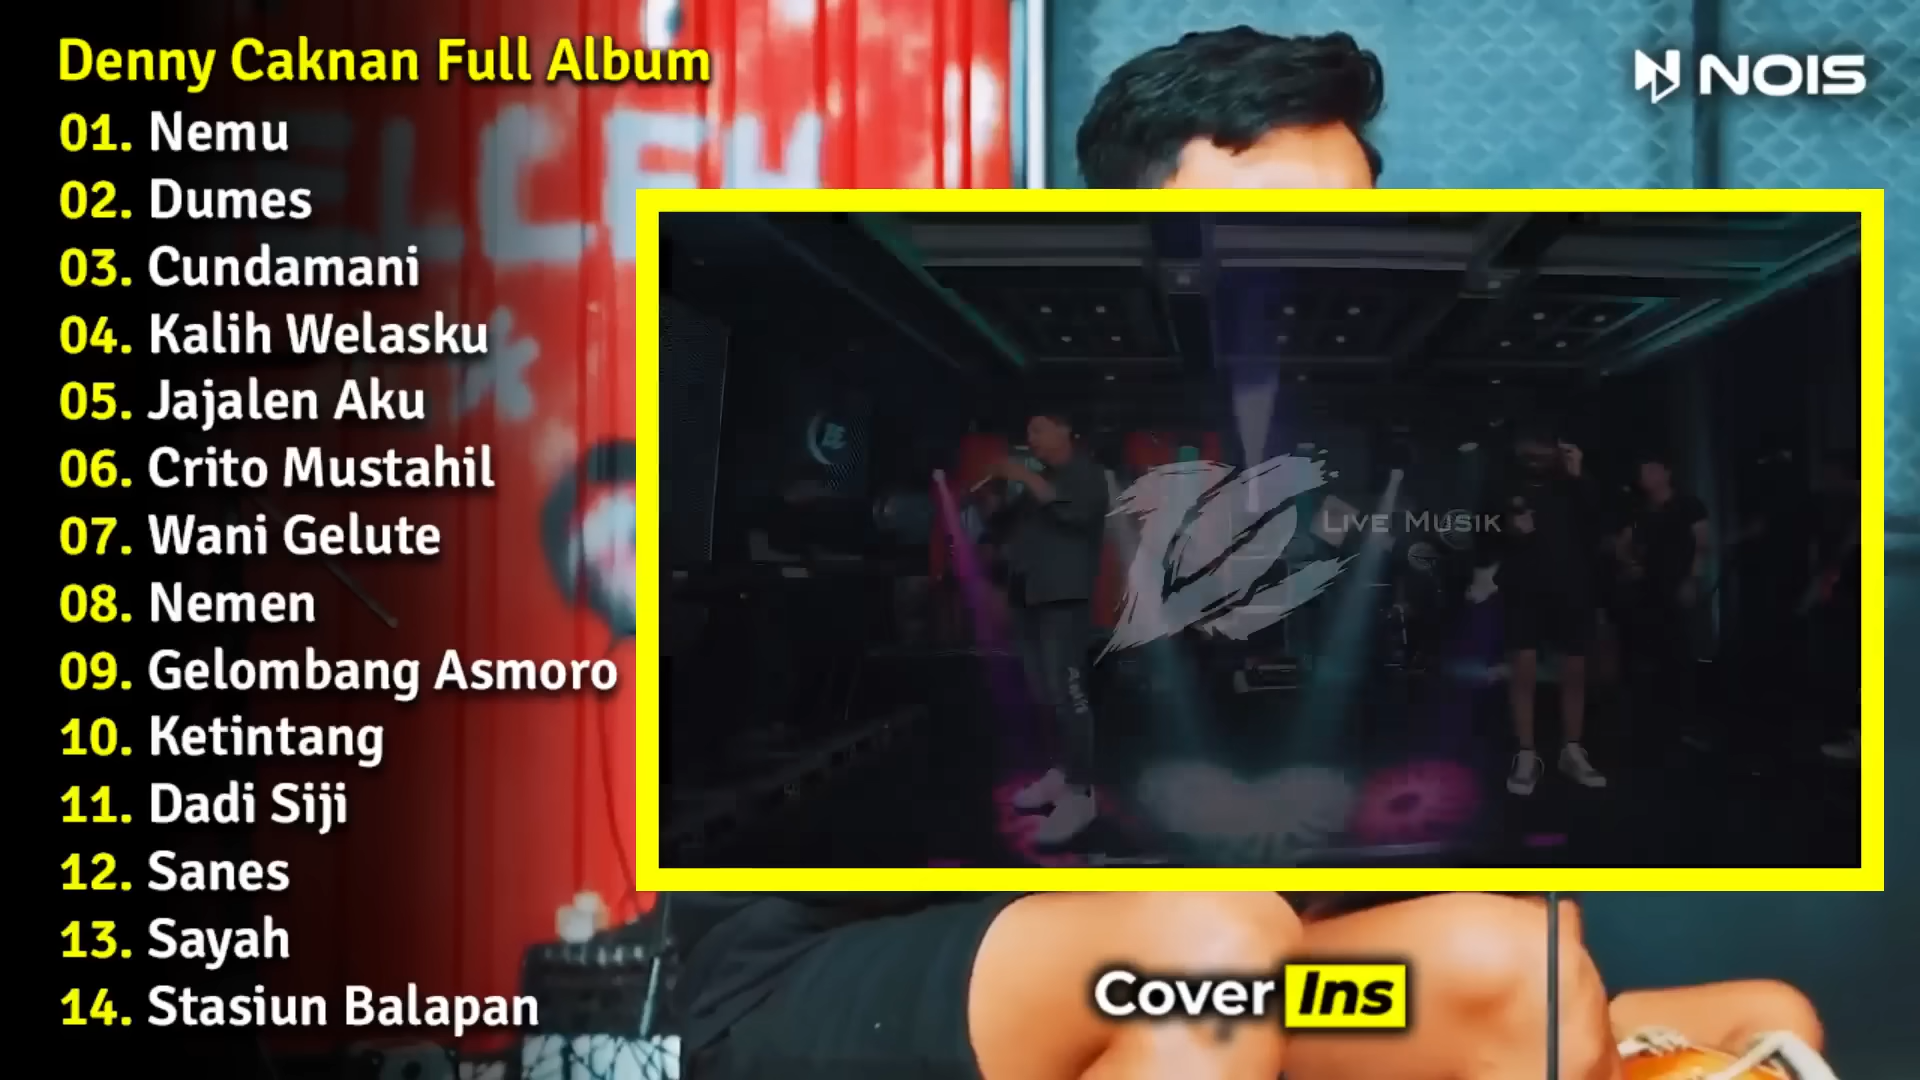 Denny Caknan Full Album
NOIS
01. Nemu
02. Dumes
03. Cundamani
04. Kalih Welasku
05. Jajalen Aku
06. Crito Mustahil
07. Wani Gelute
08. Nemen
09. Gelombang Asmoro
10. Ketintang
11. Dadi Siji
12. Sanes
13. Sayah
14. Stasiun Balapan
LIVE MUSIK
Cover Ins